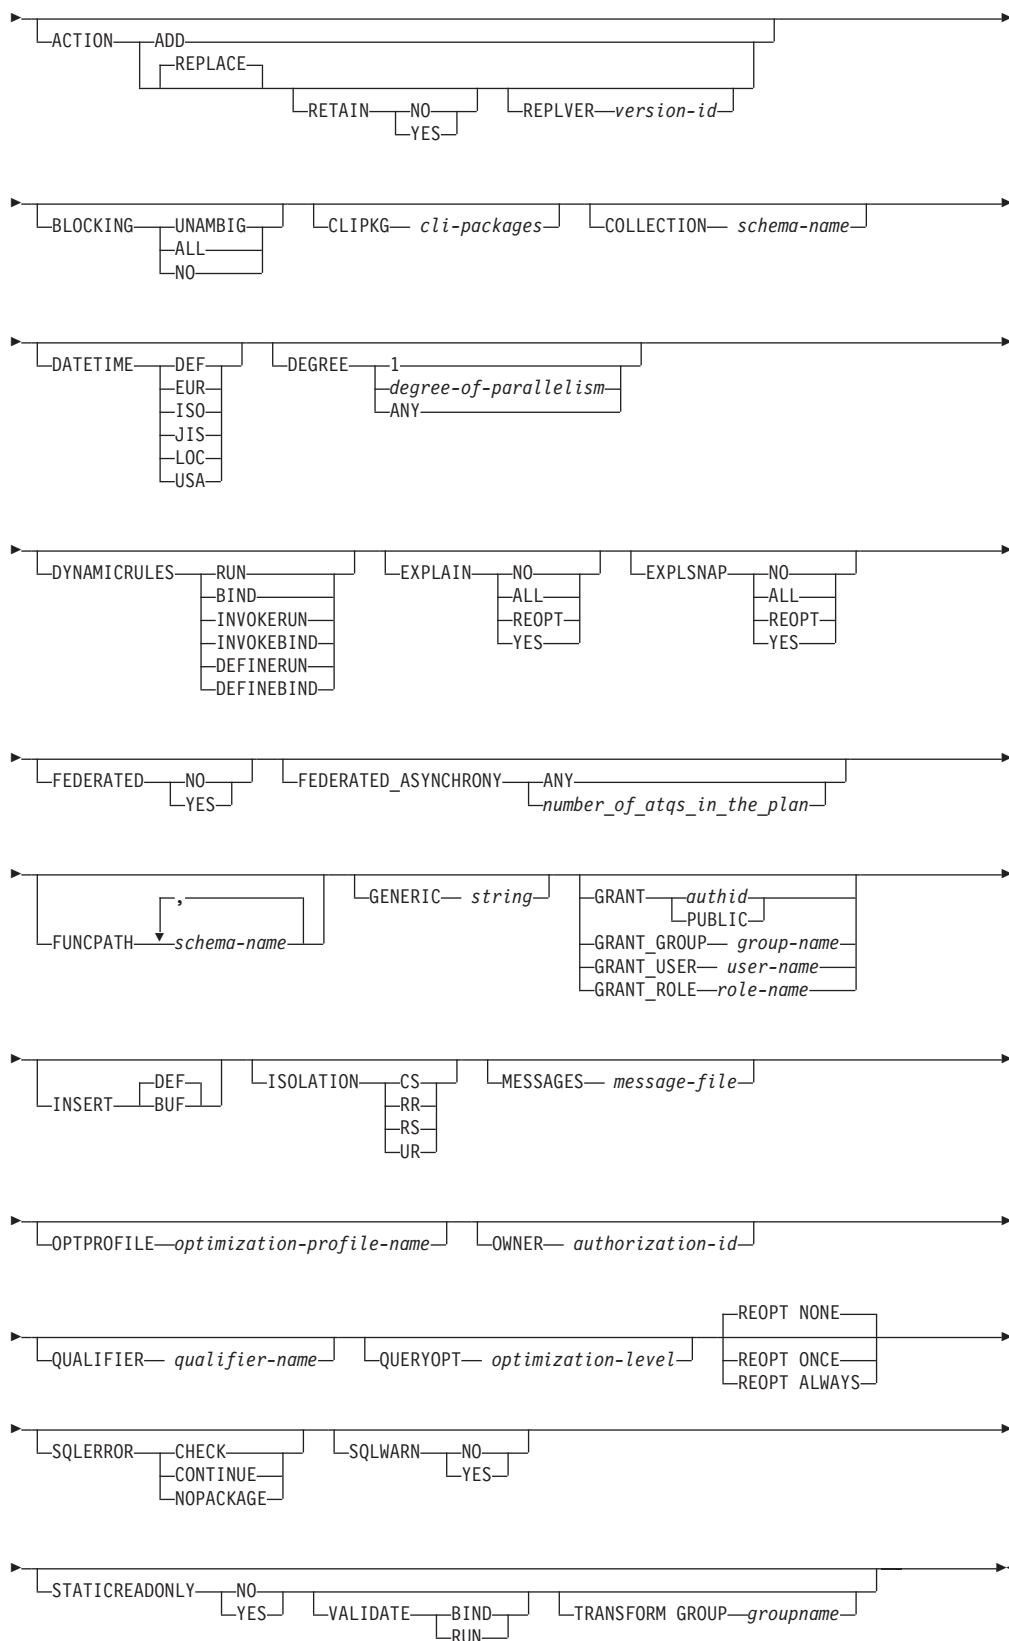 ACTION ADD
REPLACE
RETAIN NO REPLVER version-id
YES
BLOCKING UNAMBIG CLIPKG cli-packages COLLECTION schema-name
ALL
NO
DATETIME DEF DEGREE 1
EUR degree-of-parallelism
ISO ANY
JIS
LOC
USA
DYNAMICRULES RUN EXPLAIN NO EXPLSNAP NO
BIND ALL ALL
INVOKERUN REOPT REOPT
INVOKEBIND YES YES
DEFINERUN
DEFINEBIND
FEDERATED NO FEDERATED_ASYNCHRONY ANY
YES number_of_atqs_in_the_plan
, GENERIC string GRANT authid
FUNCPATH schema-name PUBLIC
GRANT_GROUP group-name
GRANT_USER user-name
GRANT_ROLE role-name
DEF ISOLATION CS MESSAGES message-file
INSERT BUF RR
RS
UR
OPTPROFILE optimization-profile-name OWNER authorization-id
REOPT NONE
QUALIFIER qualifier-name QUERYOPT optimization-level REOPT ONCE
REOPT ALWAYS
SQLERROR CHECK SQLWARN NO
CONTINUE YES
NOPACKAGE
STATICREADONLY NO
YES VALIDATE BIND TRANSFORM GROUP groupname
RUN